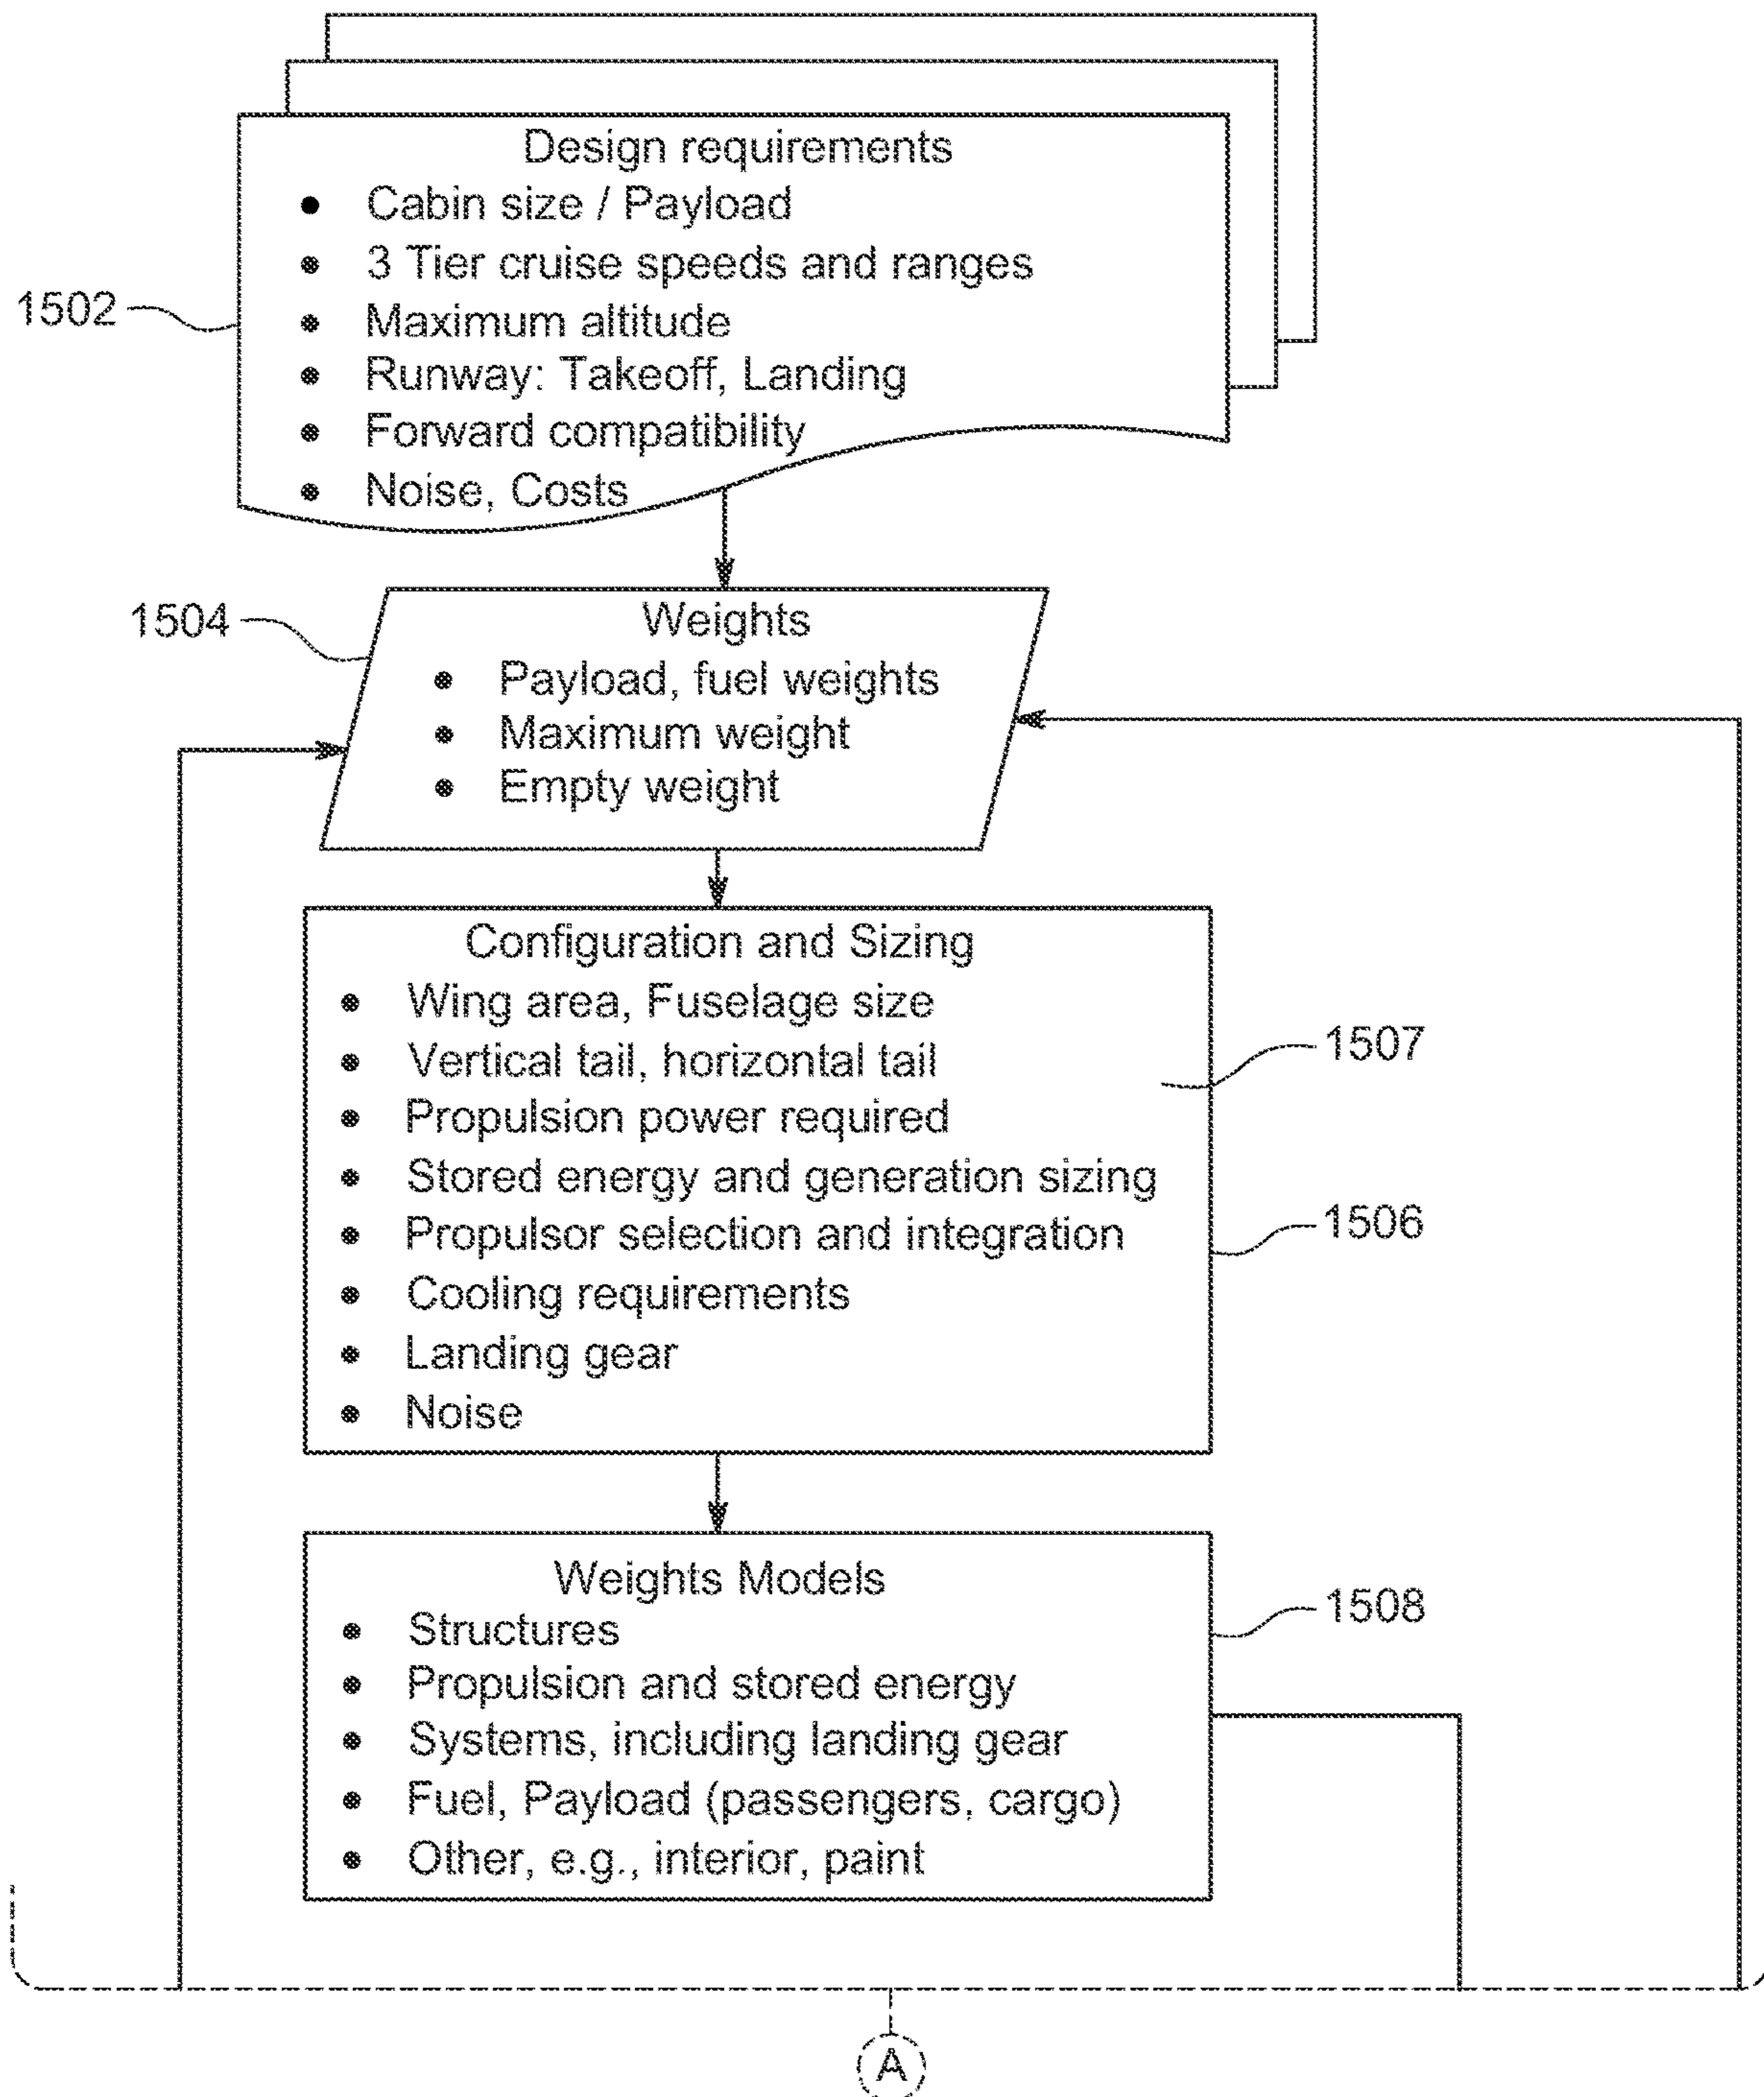 Design requirements
• Cabin size / Payload
• 3 Tier cruise speeds and ranges
1502
• Maximum altitude
• Runway: Takeoff, Landing
• Forward compatibility
• Noise, Costs
1504
Weights
• Payload, fuel weights
• Maximum weight
• Empty weight
Configuration and Sizing
• Wing area, Fuselage size
1507
• Vertical tail, horizontal tail
• Propulsion power required
• Stored energy and generation sizing
1506
• Propulsor selection and integration
• Cooling requirements
• Landing gear
• Noise
Weights Models
1508
• Structures
• Propulsion and stored energy
• Systems, including landing gear
• Fuel, Payload (passengers, cargo)
• Other, e.g., interior, paint
A